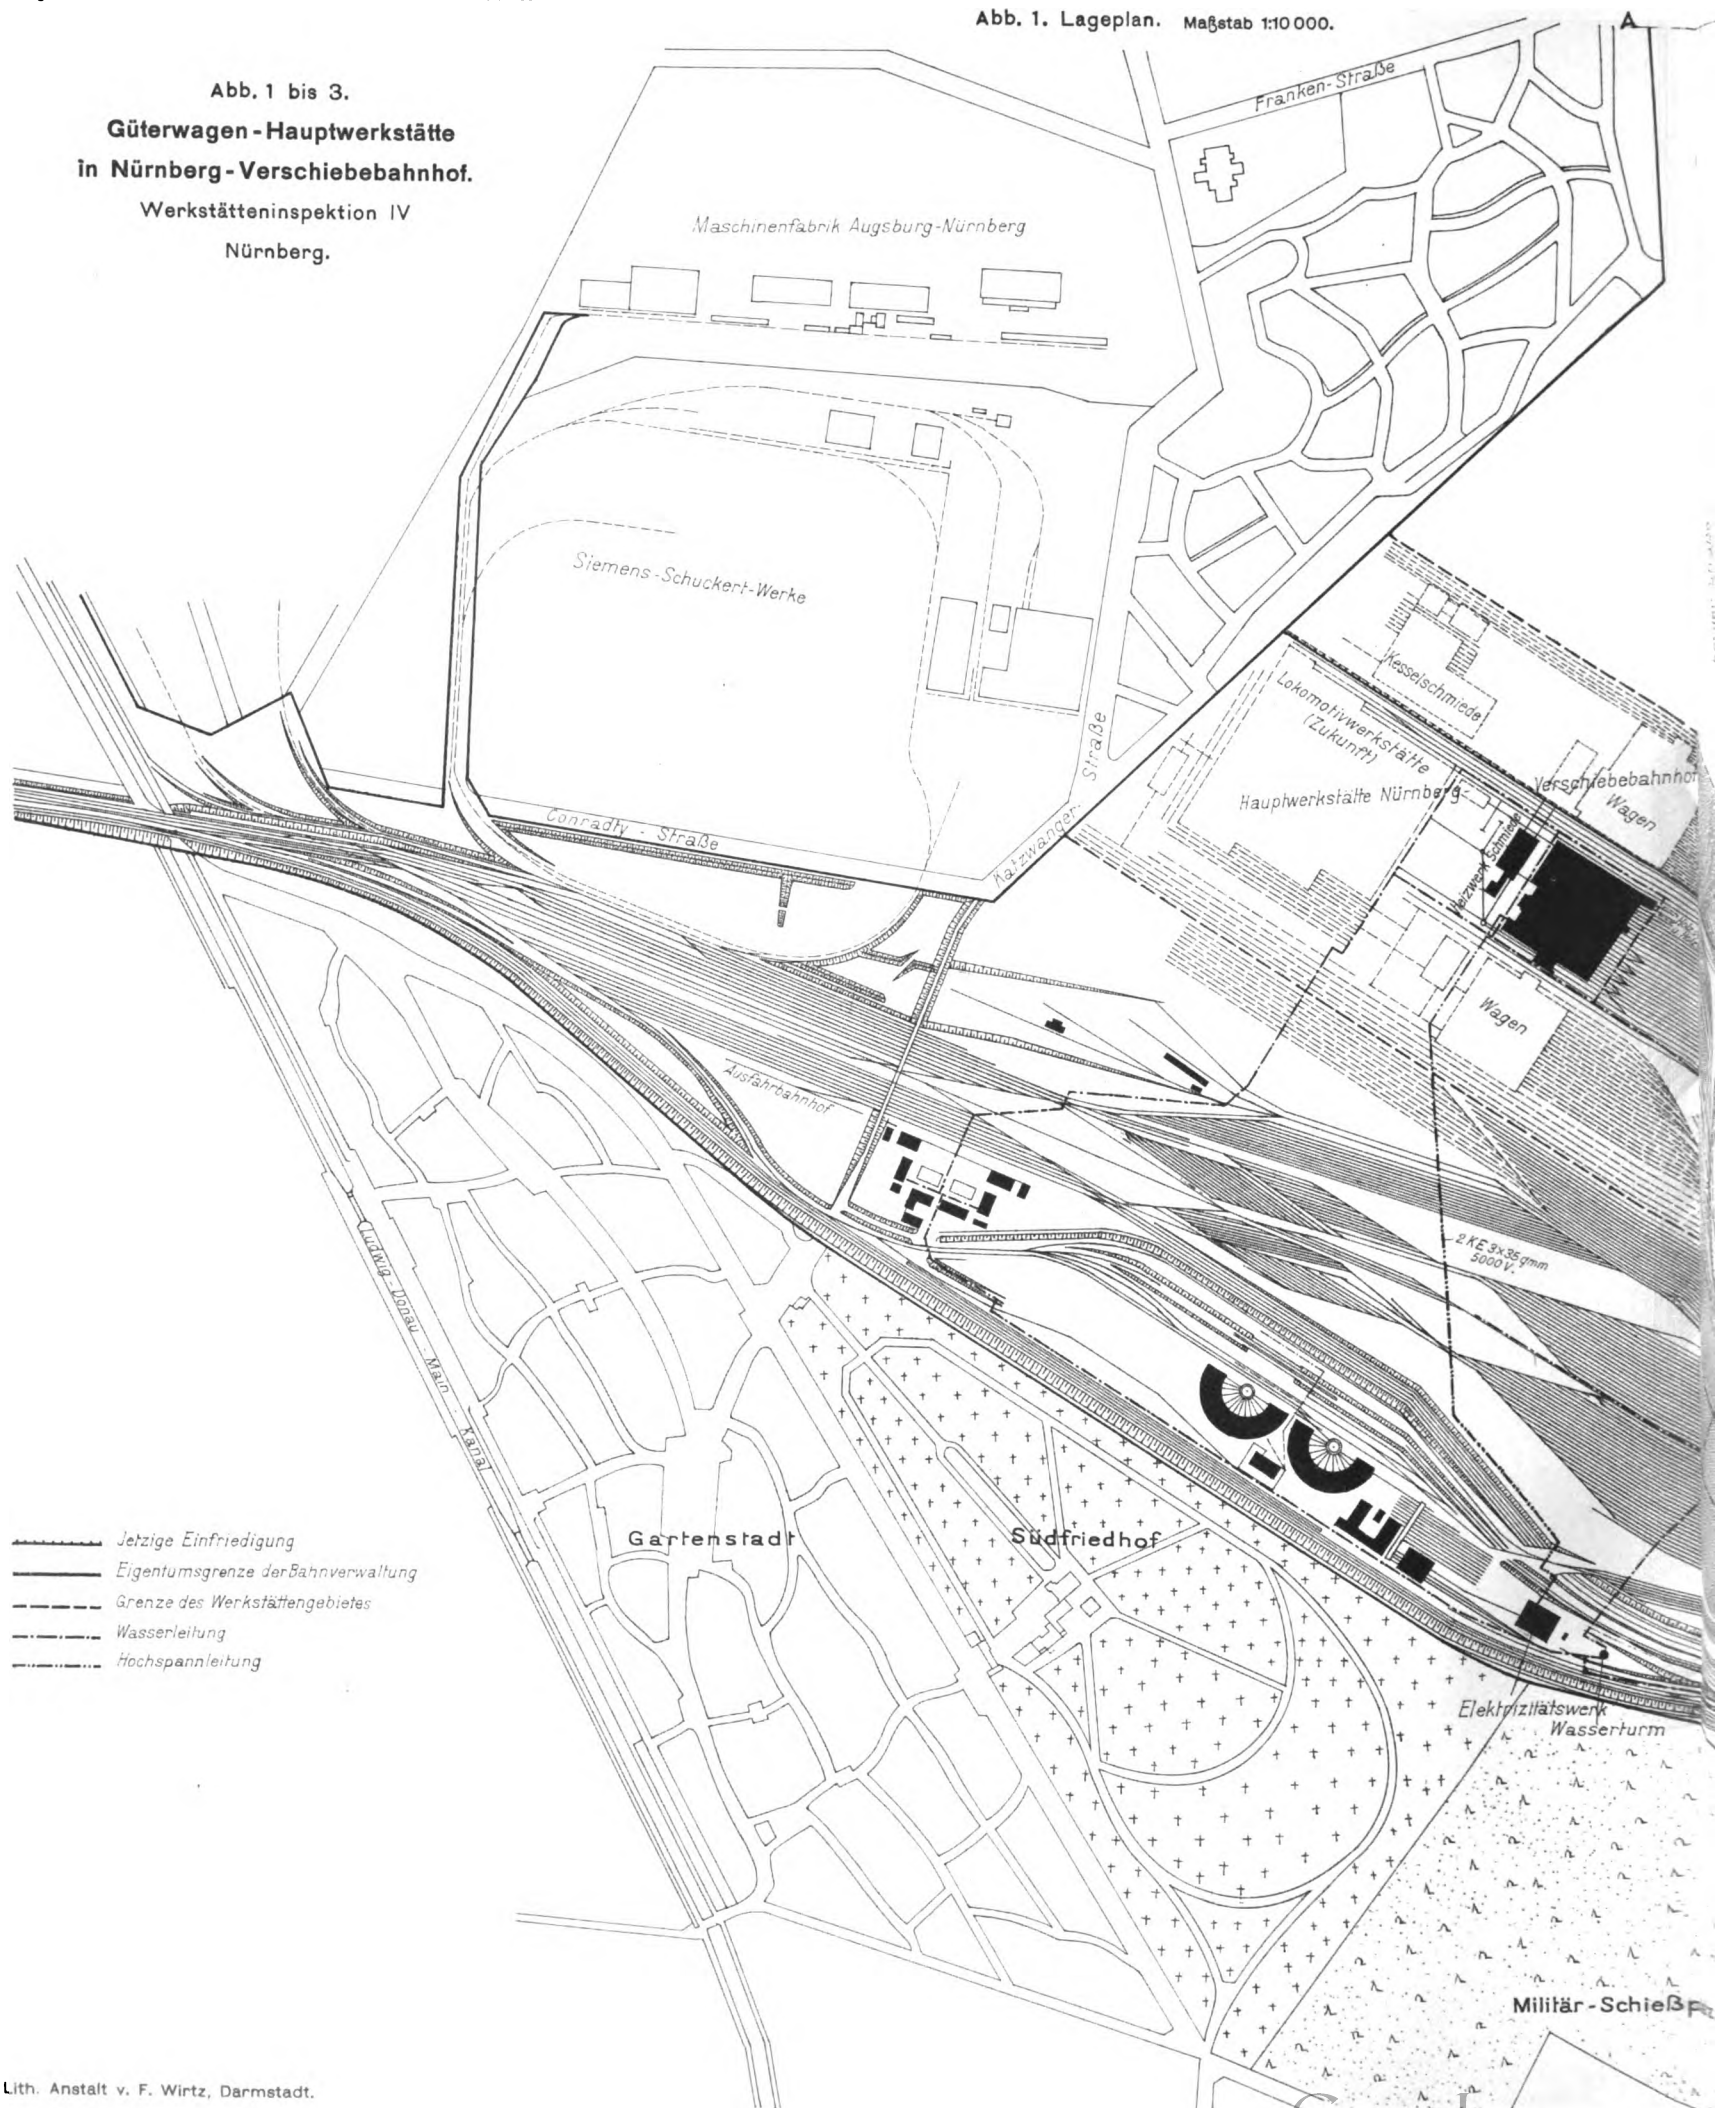 Abb. 1. Lageplan. Maßstab 1:10 000.
A
Abb. 1 bis 3.
Güterwagen-Hauptwerkstätte
in Nürnberg-Verschiebebahnhof.
Werkstätteninspektion IV
Nürnberg.
Franken-Straße
Maschinenfabrik Augsburg-Nürnberg
Siemens-Schuckert-Werke
Kesselschmiede
Lokomotivwerkstätte
(Zukunft)
Hauptwerkstätte Nürnberg-
Verschiebebahnhof
Wagen
Schmiede
Heizwerk
Wagen
Conradty-Straße
Katzwanger-
Straße
Ausfahrbahnhof
2 KE 3×35 qmm
5000 V.
Ludwig-Donau-Main-Kanal
Gartenstadt
Südfriedhof
Jetzige Einfriedigung
Eigentumsgrenze der Bahnverwaltung
Grenze des Werkstättengebietes
Wasserleitung
Hochspannleitung
Elektrizitätswerk
Wasserturm
Militär-Schieß
Lith. Anstalt v. F. Wirtz, Darmstadt.